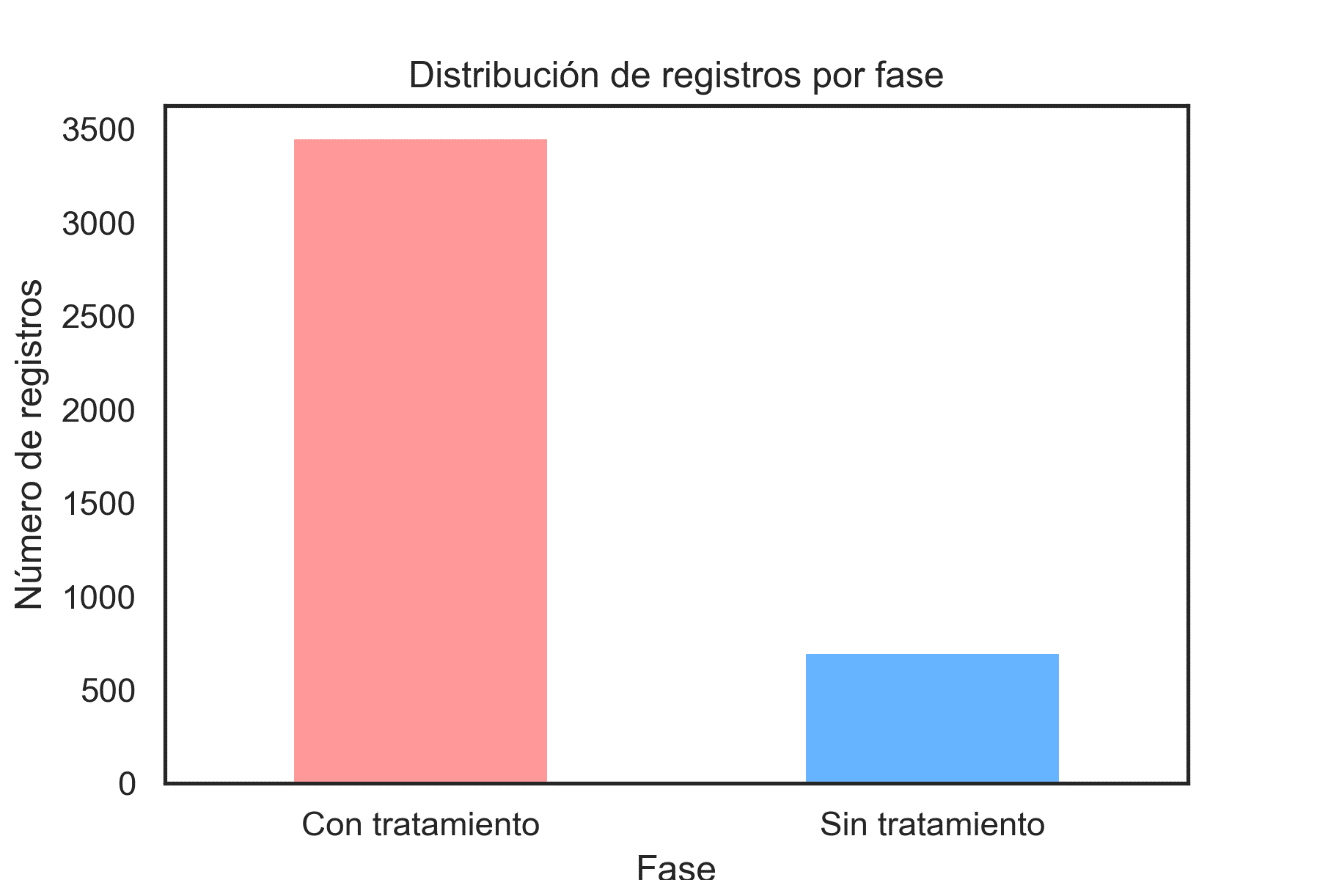 Distribución de registros por fase
Número de registros
3500
3000
2500
2000
1500
1000
500
0
Con tratamiento
Sin tratamiento
Fase